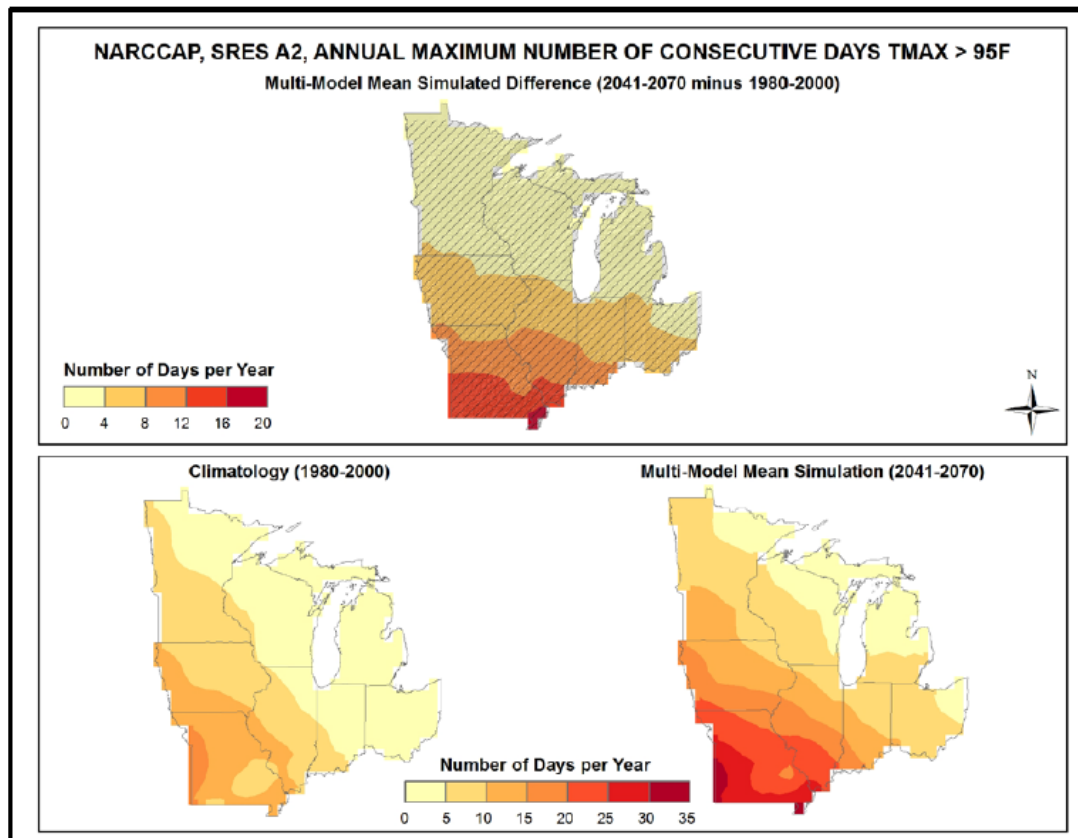 NARCCAP, SRES A2, ANNUAL MAXIMUM NUMBER OF CONSECUTIVE DAYS TMAX > 95F
Multi-Model Mean Simulated Difference (2041-2070 minus 1980-2000)
Number of Days per Year
0 4 8 12 16 20
N
Climatology (1980-2000)
Multi-Model Mean Simulation (2041-2070)
Number of Days per Year
0 5 10 15 20 25 30 35